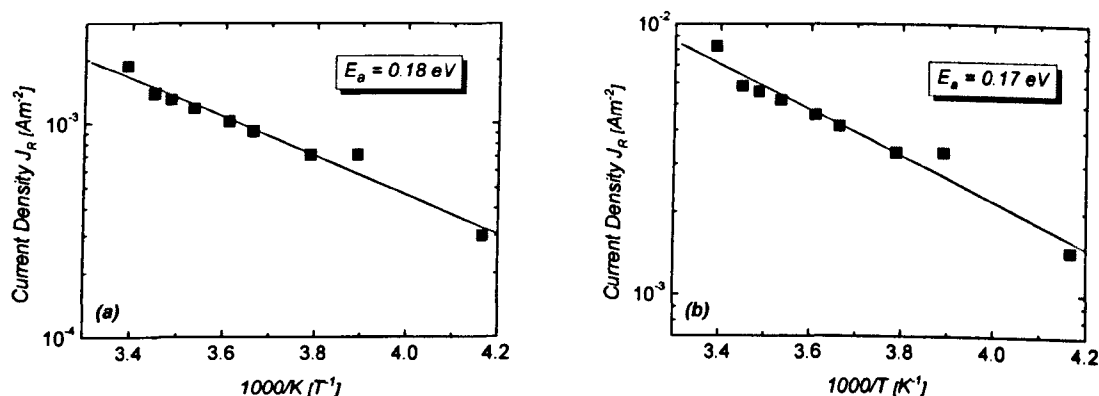 E_a = 0.18 eV
10^-3
10^-4
Current Density J_R [Am^-2]
(a)
3.4 3.6 3.8 4.0 4.2
1000/K [T^-1]
10^-2
E_a = 0.17 eV
10^-3
Current Density J_R [Am^-2]
(b)
3.4 3.6 3.8 4.0 4.2
1000/T [K^-1]